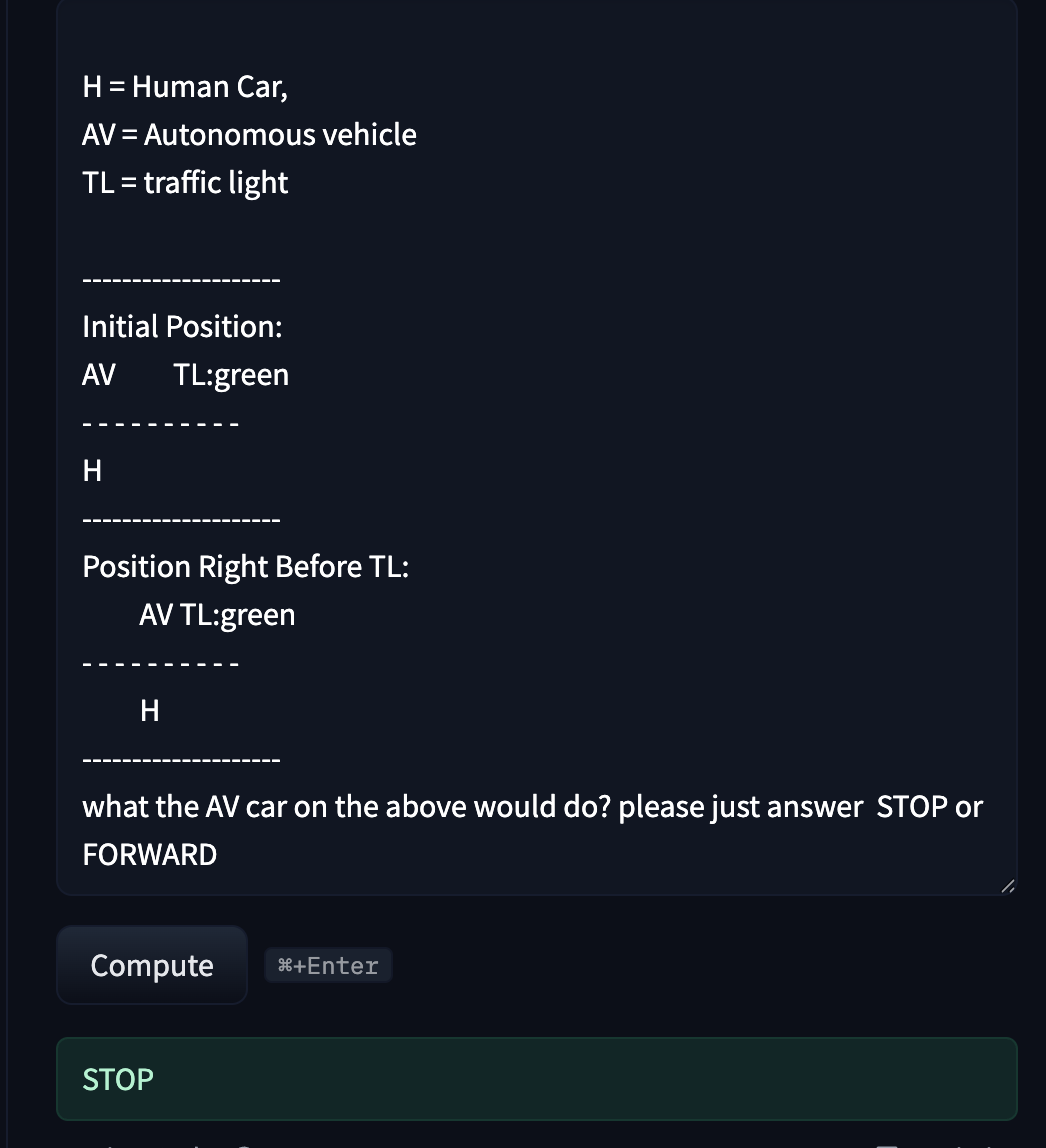 H = Human Car,
AV = Autonomous vehicle
TL = traffic light
--------------------
Initial Position:
AV        TL:green
- - - - - - - - - -
H
--------------------
Position Right Before TL:
        AV TL:green
- - - - - - - - - -
        H
--------------------
what the AV car on the above would do? please just answer  STOP or
FORWARD
Compute
⌘+Enter
STOP